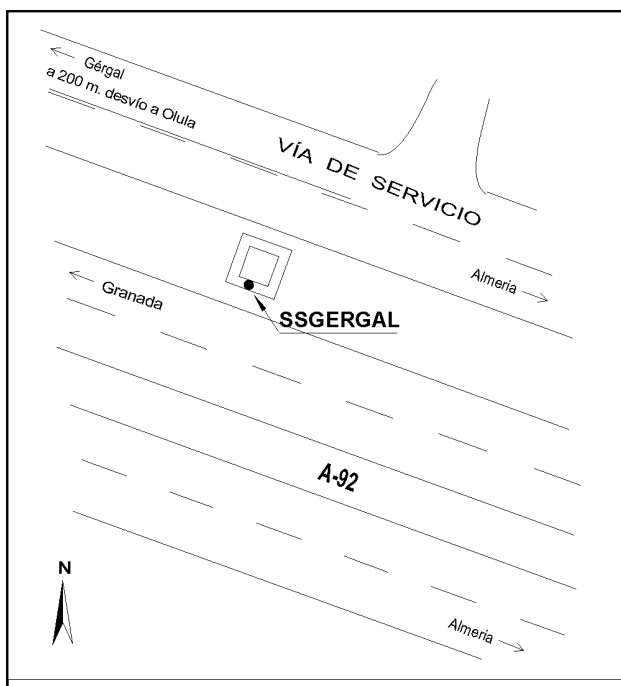 Gérgal
a 200 m. desvío a Olula
VÍA DE SERVICIO
Almería
Granada
SSGERGAL
A-92
N
Almería